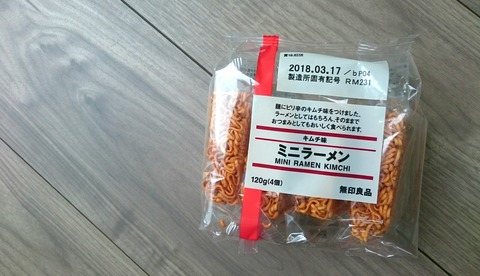 2018.03.17 / bP04
製造所固有記号 RM231
麺にピリ辛のキムチ味をつけました。
ラーメンとしてはもちろん、そのままで
おつまみとしてもおいしく食べられます。
キムチ味
ミニラーメン
MINI RAMEN KIMCHI
120g(4個)
無印良品